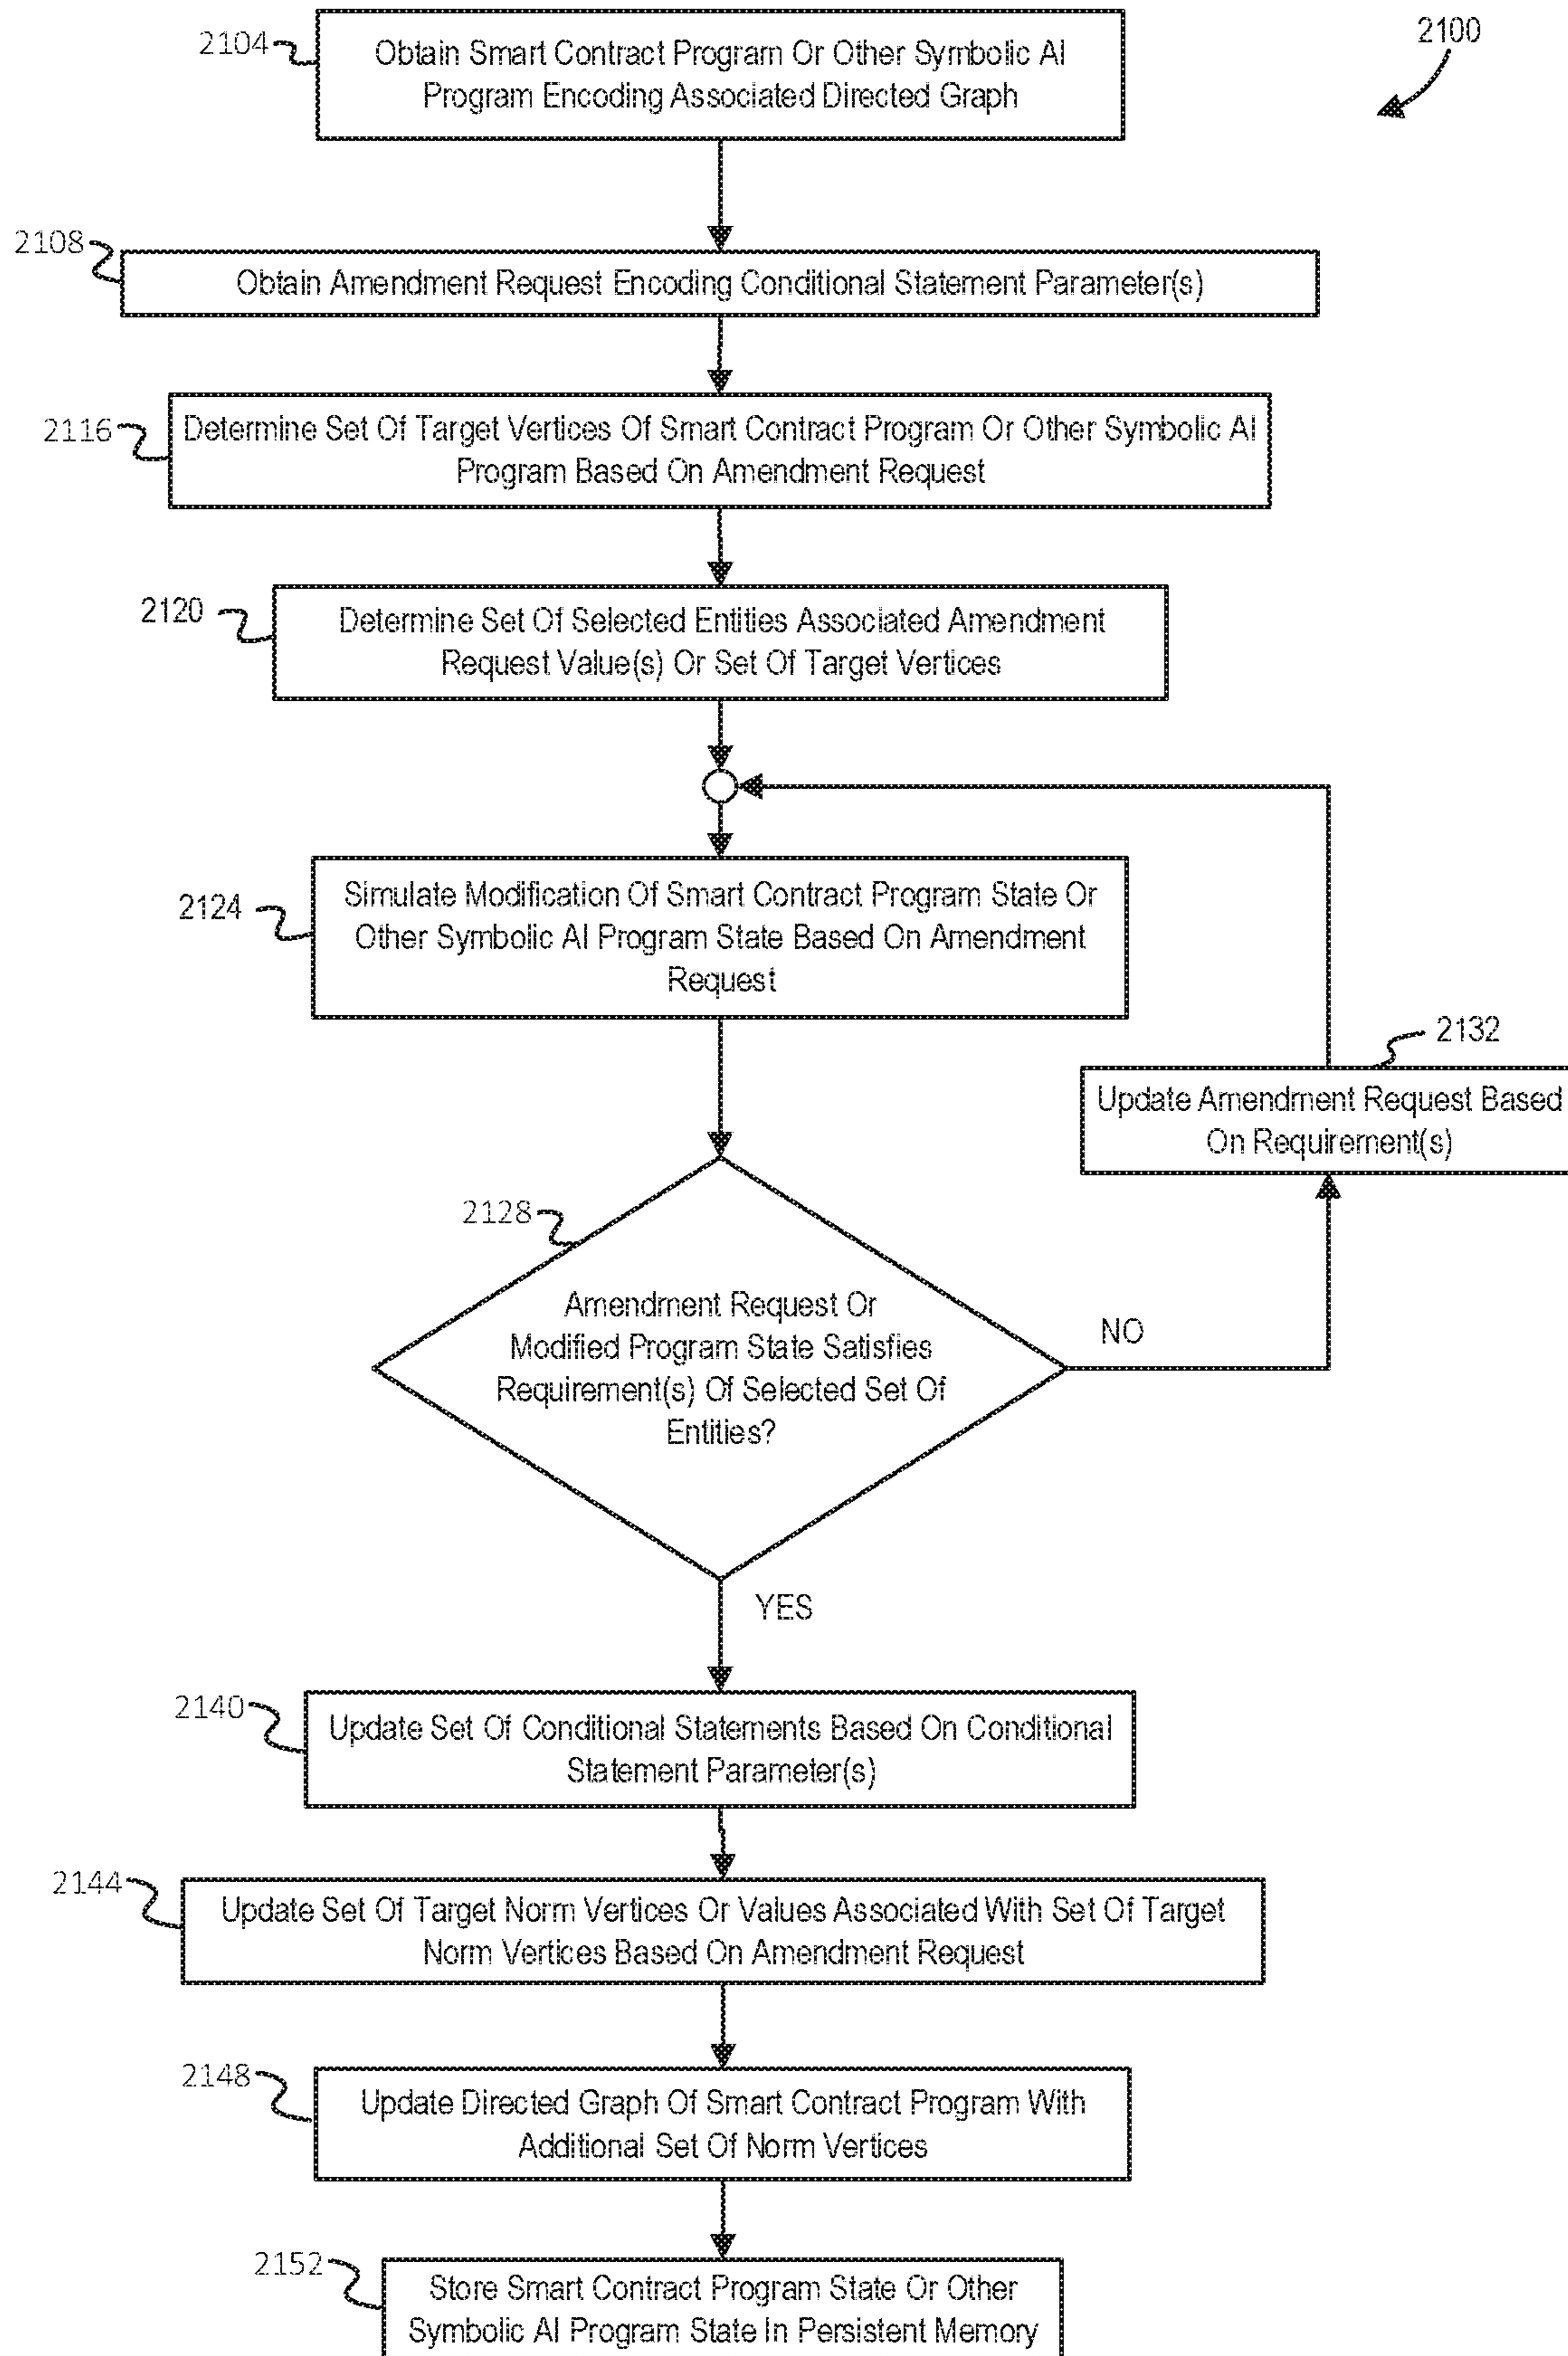 2100
2104
Obtain Smart Contract Program Or Other Symbolic AI
Program Encoding Associated Directed Graph
2108
Obtain Amendment Request Encoding Conditional Statement Parameter(s)
2116
Determine Set Of Target Vertices Of Smart Contract Program Or Other Symbolic AI
Program Based On Amendment Request
2120
Determine Set Of Selected Entities Associated Amendment
Request Value(s) Or Set Of Target Vertices
2124
Simulate Modification Of Smart Contract Program State Or
Other Symbolic AI Program State Based On Amendment
Request
2132
Update Amendment Request Based
On Requirement(s)
2128
Amendment Request Or
Modified Program State Satisfies
Requirement(s) Of Selected Set Of
Entities?
NO
YES
2140
Update Set Of Conditional Statements Based On Conditional
Statement Parameter(s)
2144
Update Set Of Target Norm Vertices Or Values Associated With Set Of Target
Norm Vertices Based On Amendment Request
2148
Update Directed Graph Of Smart Contract Program With
Additional Set Of Norm Vertices
2152
Store Smart Contract Program State Or Other
Symbolic AI Program State In Persistent Memory